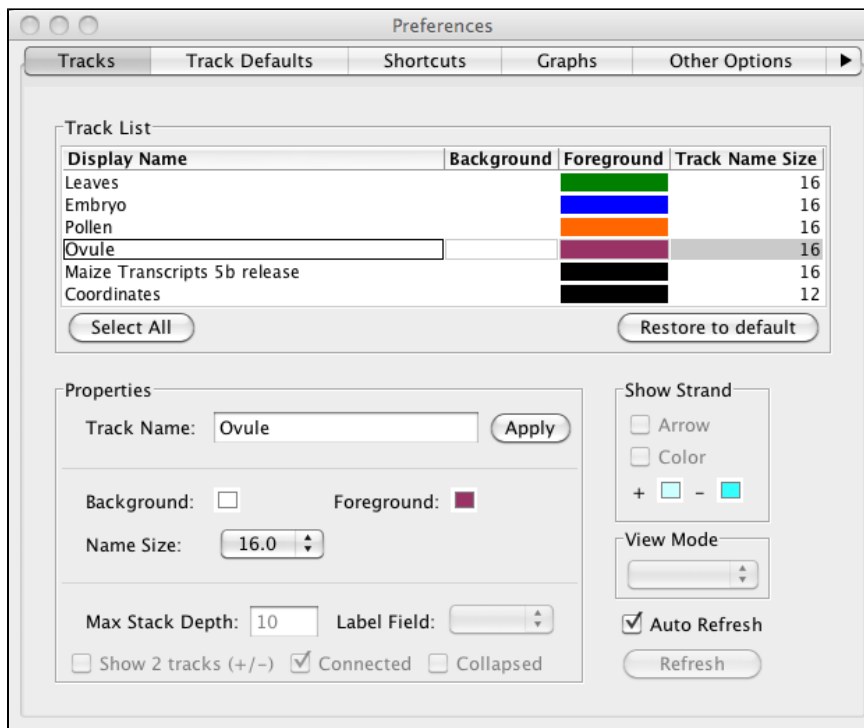 Preferences
Tracks Track Defaults Shortcuts Graphs Other Options
Track List
Display Name Background Foreground Track Name Size
Leaves 16
Embryo 16
Pollen 16
Ovule 16
Maize Transcripts 5b release 16
Coordinates 12
Select All Restore to default
Properties
Track Name: Ovule Apply
Background: Foreground:
Name Size: 16.0
Max Stack Depth: 10 Label Field:
Show 2 tracks (+/-) Connected Collapsed
Show Strand
Arrow
Color
+ -
View Mode
Auto Refresh
Refresh